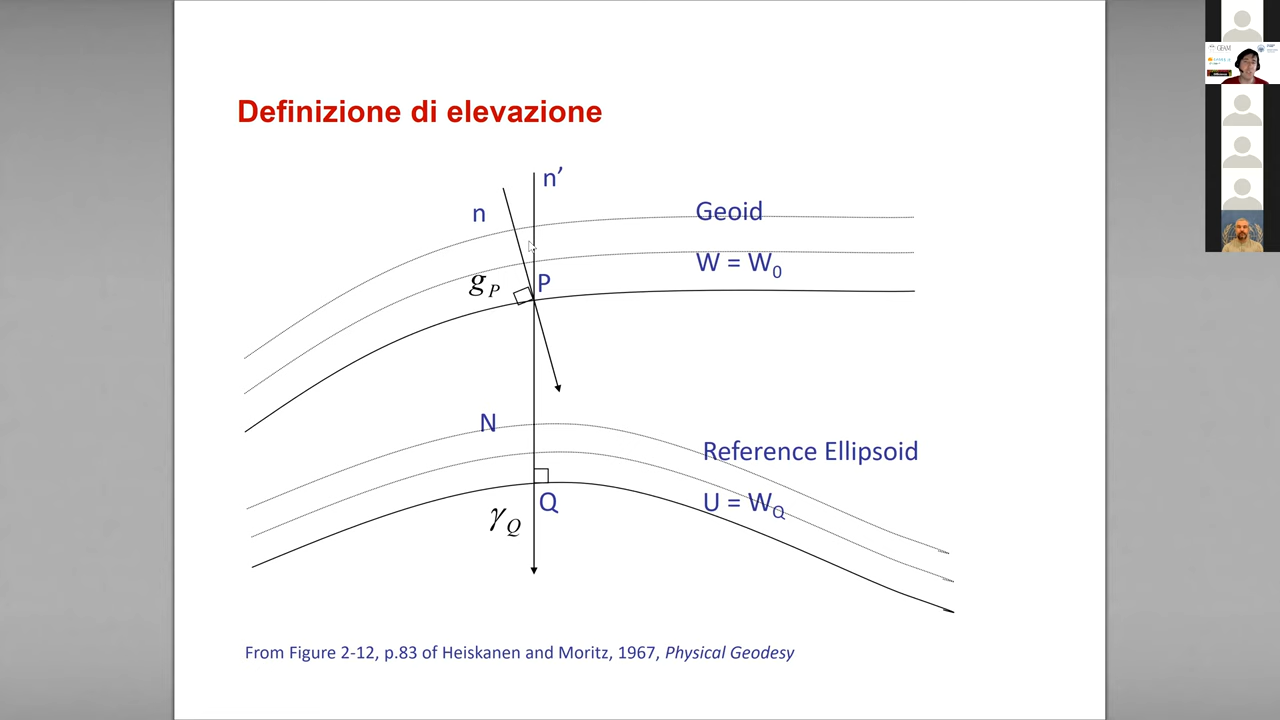 Definizione di elevazione
n’
n
Geoid
W = W0
gP
P
N
Reference Ellipsoid
Q
U = WQ
γQ
From Figure 2-12, p.83 of Heiskanen and Moritz, 1967, Physical Geodesy
GEAM